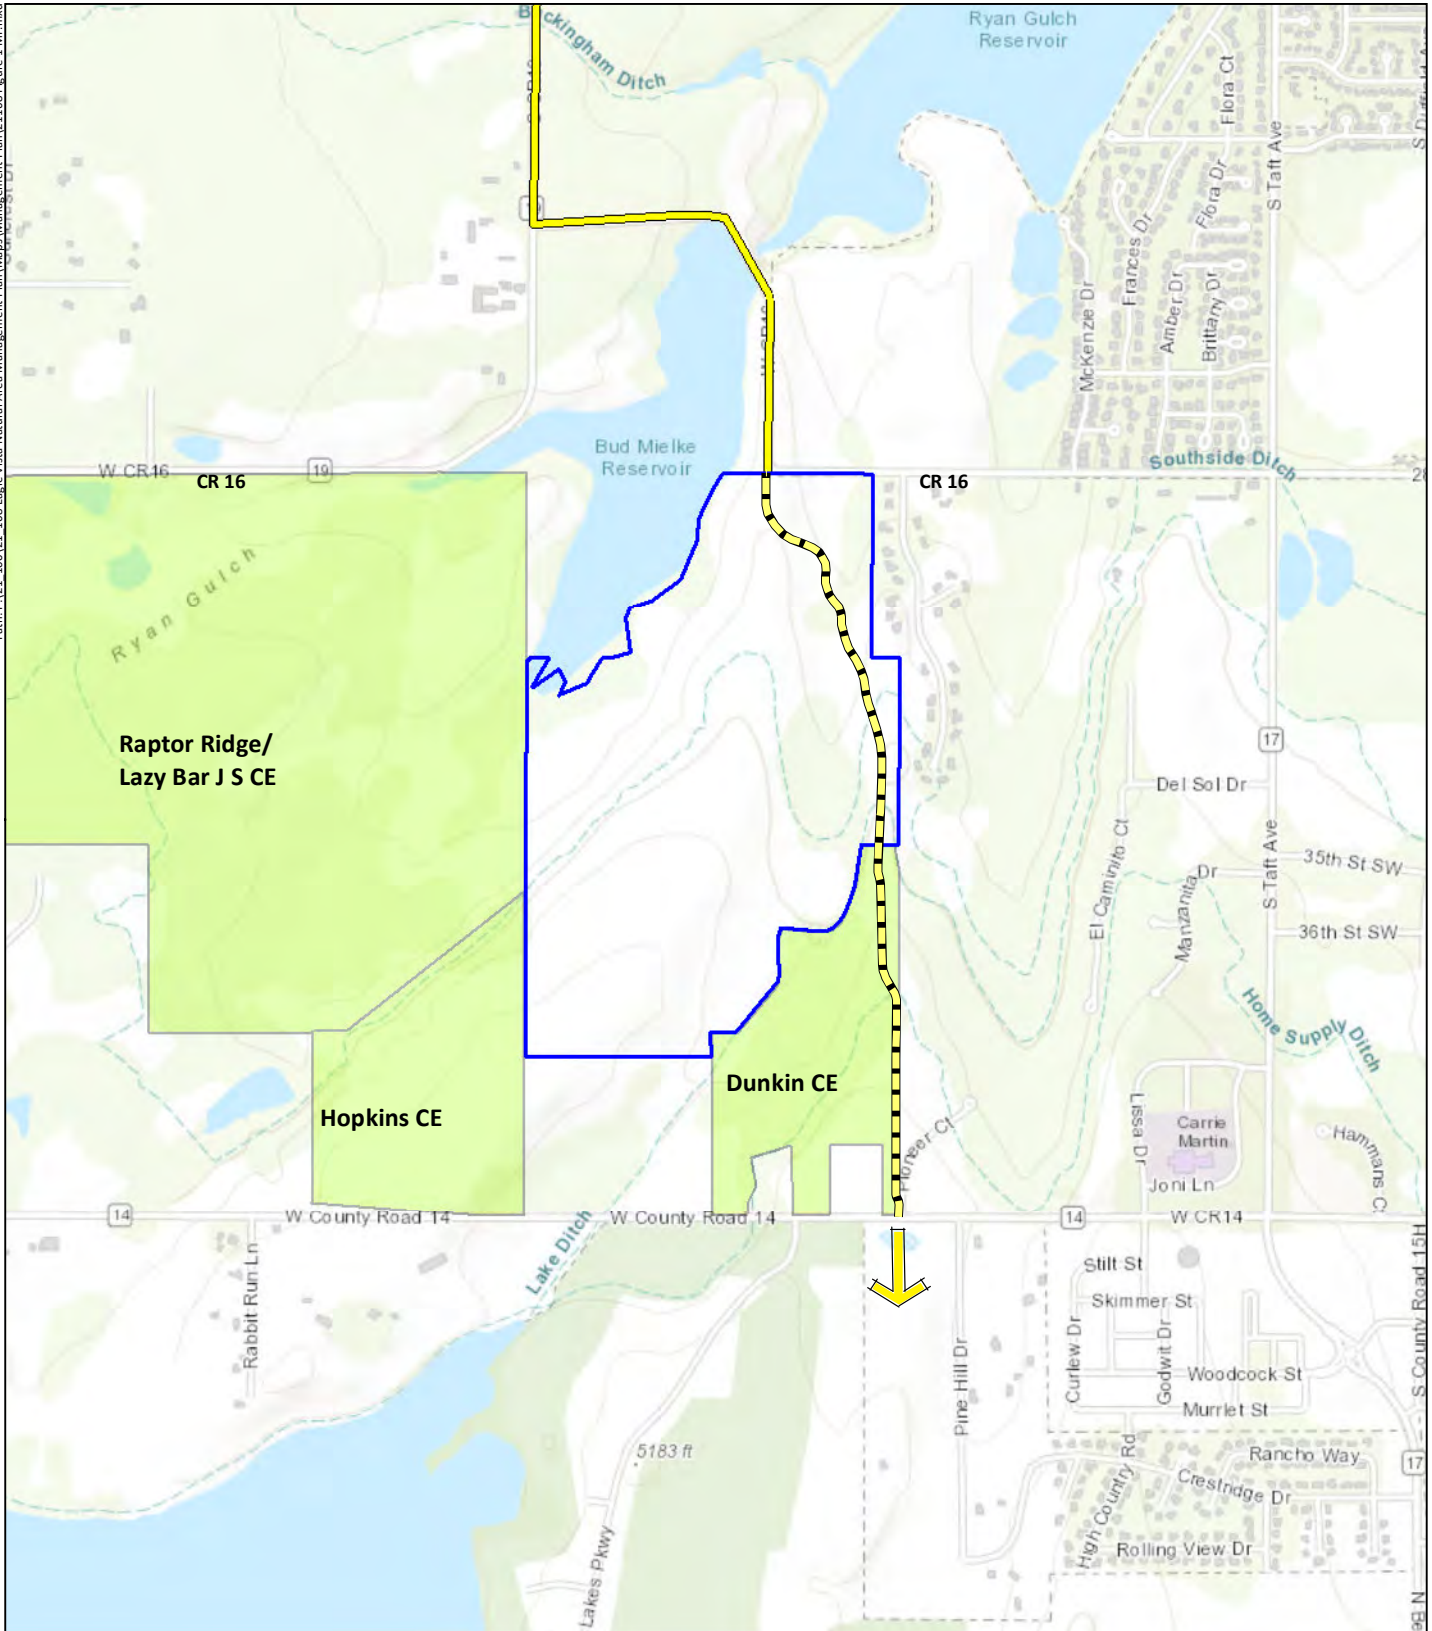 Buckingham Ditch
Ryan Gulch
Reservoir
Flora Ct
S Taft Ave
Flora Dr
Frances Dr
McKenzie Dr
Amber Dr
Brittany Dr
Bud Mielke
Reservoir
W CR16
19
CR 16
CR 16
Southside Ditch
Ryan Gulch
Raptor Ridge/
Lazy Bar J S CE
17
Del Sol Dr
El Caminito Ct
Manzanita Dr
S Taft Ave
35th St SW
36th St SW
Home Supply Ditch
Dunkin CE
Hopkins CE
Pioneer Ct
Lissa Dr
Carrie
Martin
Hammans Ct
Joni Ln
14
W County Road 14
W County Road 14
14
W CR14
Lake Ditch
Rabbit Run Ln
Stilt St
Skimmer St
Curlew Dr
Godwit Dr
Woodcock St
Murrlet St
S County Road 15H
Pine Hill Dr
5183 ft
Lakes Pkwy
High Country Rd
Rancho Way
17
Crestridge Dr
Rolling View Dr